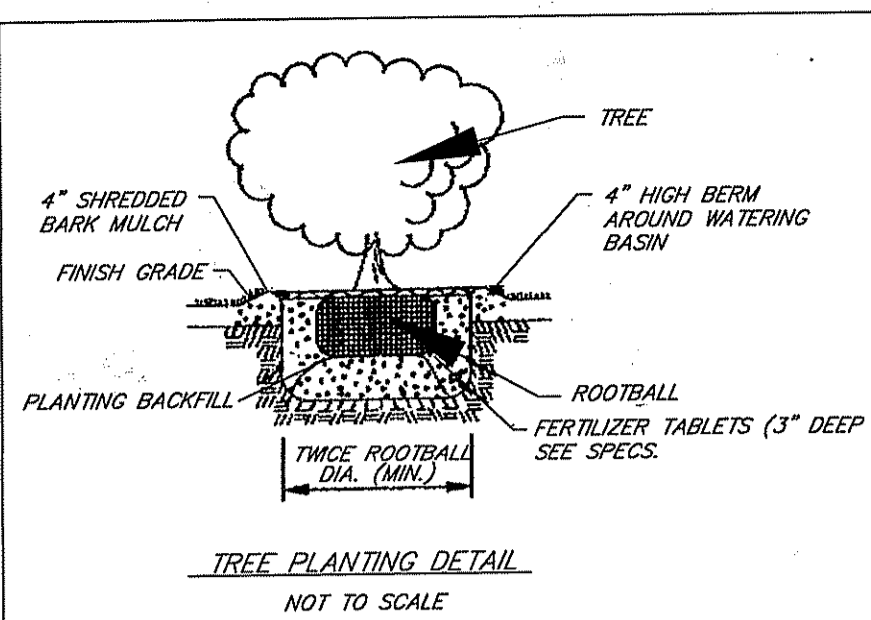 TREE
4" SHREDDED
BARK MULCH
4" HIGH BERM
AROUND WATERING
BASIN
FINISH GRADE
PLANTING BACKFILL
ROOTBALL
FERTILIZER TABLETS (3" DEEP
SEE SPECS.
TWICE ROOTBALL
DIA. (MIN.)
TREE PLANTING DETAIL
NOT TO SCALE